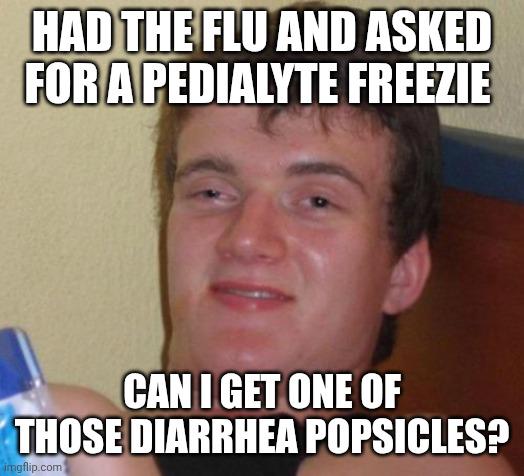 HAD THE FLU AND ASKED
FOR A PEDIALYTE FREEZIE
CAN I GET ONE OF
THOSE DIARRHEA POPSICLES?
imgflip.com